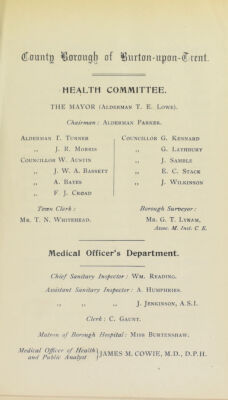 County Borough of Burton-upon-Trent.
HEALTH COMMITTEE.
THE MAYOR (ALDERMAN T. E. LOWE).
Chairman: ALDERMAN PARKER.
ALDERMAN T. TURNER
„ J. R. MORRIS
COUNCILLOR W. AUSTIN
„ J. W. A. BASSETT
„ A. BATES
„ F J. CROAD
COUNCILLOR G. KENNARD
„ G. LATHBURY
„ J. SAMBLE
„ E. C. STACK
„ J. WILKINSON
Town Clerk:
MR. T. N. WHITEHEAD.
Borough Surveyor:
MR. G. T. LYNAM,
Assoc. M. Inst. C E.
Medical Officer's Department.
Chief Sanitary Inspector: WM. READING.
Assistant Sanitary Inspector: A. HUMPHRIES.
„ „ „ J. JENKINSON, A.S.I.
Clerk: C. GAUNT.
Matron of Borough Hospital: MISS BURTENSHAW.
Medical Officer of Health
and Public Analyst } JAMES M. COWIE, M.D., D.P.H.